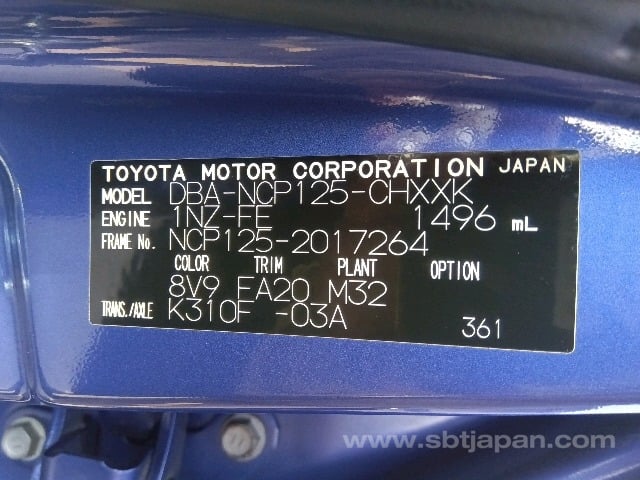 TOYOTA MOTOR CORPORATION JAPAN
MODEL DBA-NCP125-CHXXK
ENGINE 1NZ-FE 1496 mL
FRAME No. NCP125-2017264
COLOR TRIM PLANT OPTION
8V9 FA20 M32
TRANS./AXLE K310F -03A
361
www.sbtjapan.com